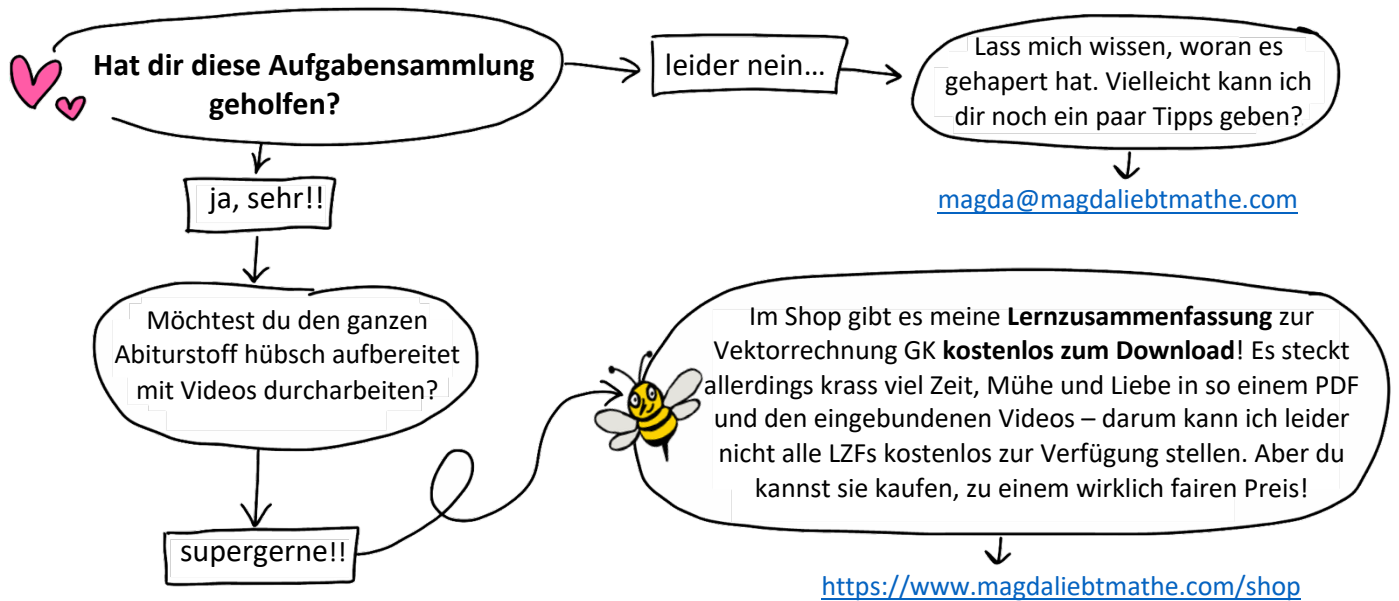 Hat dir diese Aufgabensammlung
geholfen?
leider nein…
Lass mich wissen, woran es
gehapert hat. Vielleicht kann ich
dir noch ein paar Tipps geben?
magda@magdaliebtmathe.com
ja, sehr!!
Möchtest du den ganzen
Abiturstoff hübsch aufbereitet
mit Videos durcharbeiten?
supergerne!!
Im Shop gibt es meine Lernzusammenfassung zur
Vektorrechnung GK kostenlos zum Download! Es steckt
allerdings krass viel Zeit, Mühe und Liebe in so einem PDF
und den eingebundenen Videos – darum kann ich leider
nicht alle LZFs kostenlos zur Verfügung stellen. Aber du
kannst sie kaufen, zu einem wirklich fairen Preis!
https://www.magdaliebtmathe.com/shop